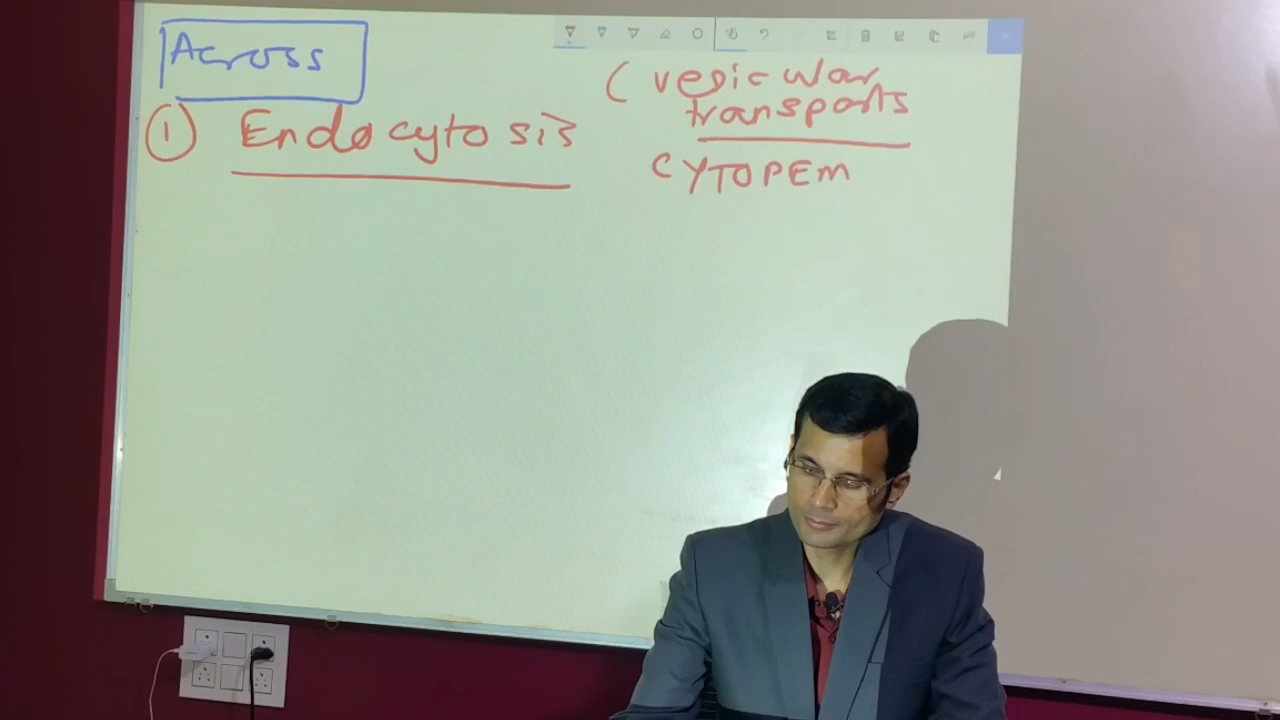 Across
① Endocytosis
( vesicular
transports
CYTOPEM